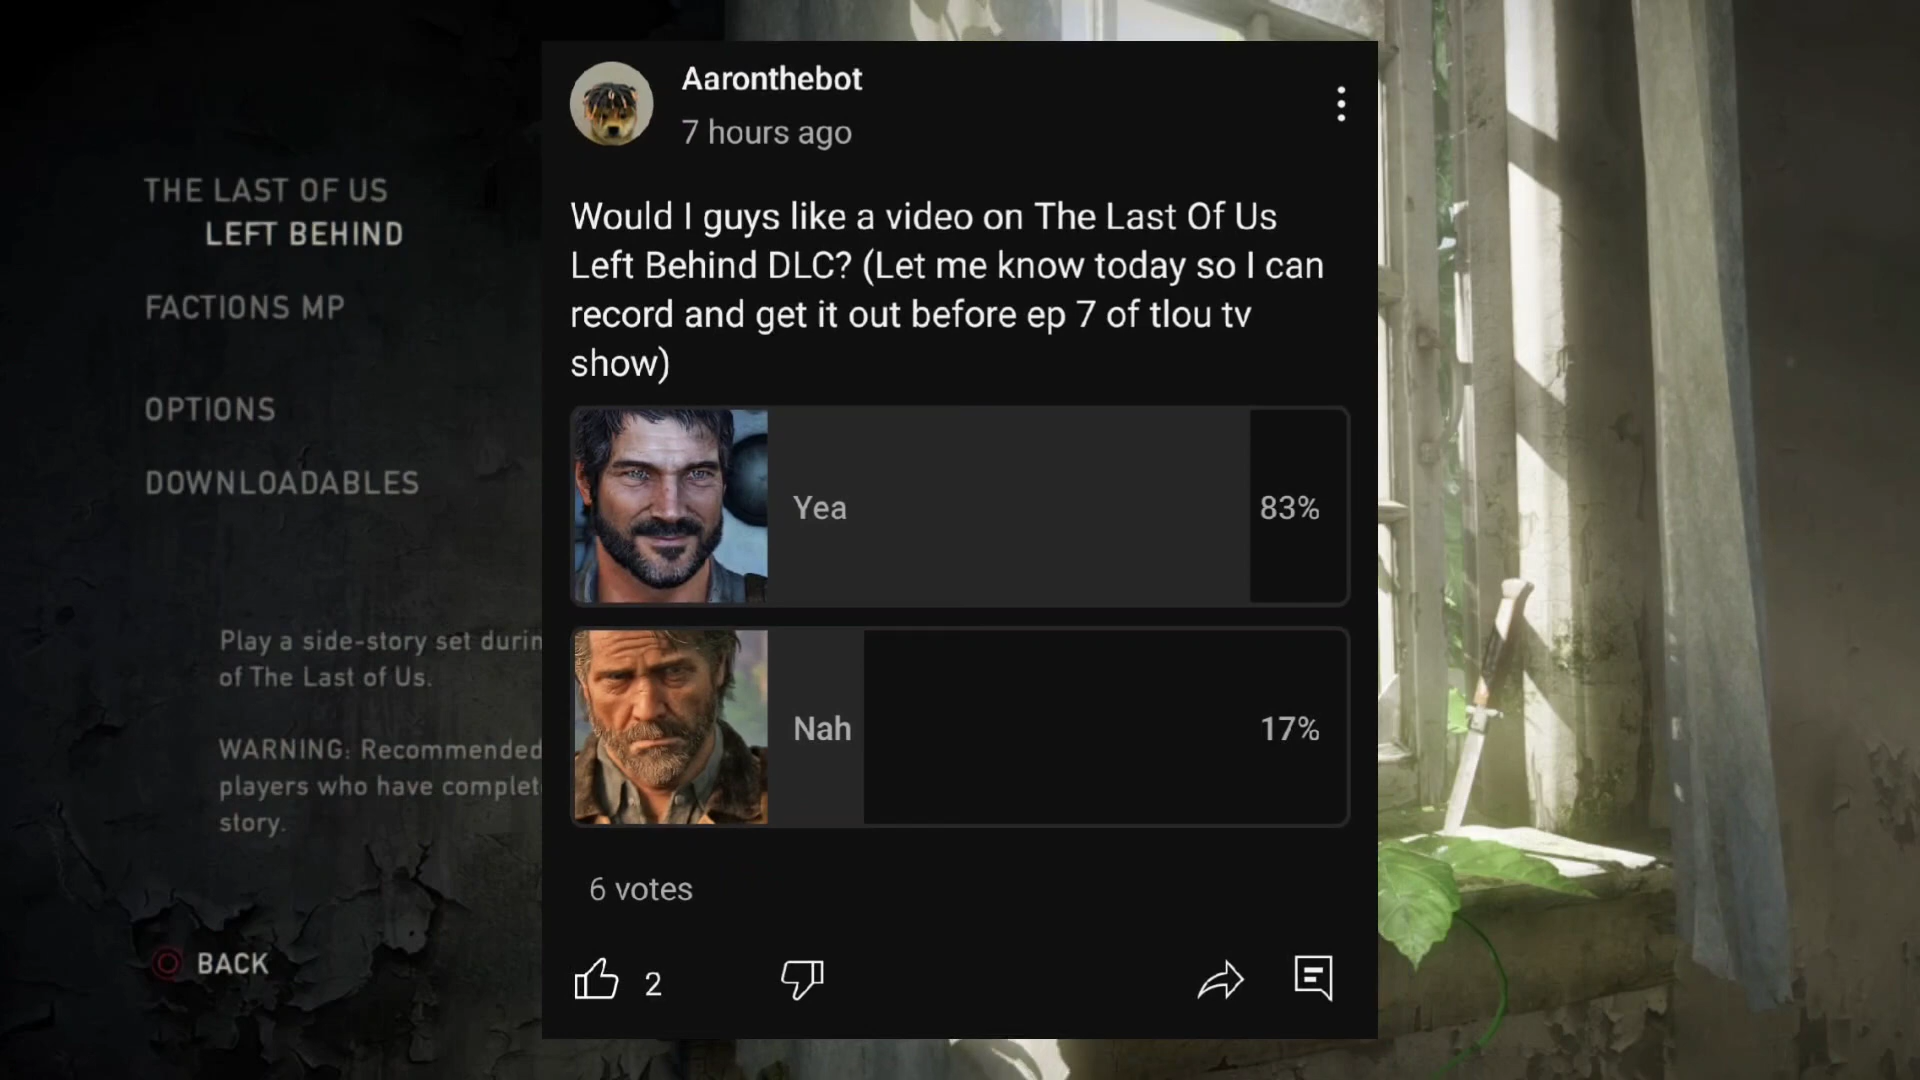 THE LAST OF US
LEFT BEHIND
FACTIONS MP
OPTIONS
DOWNLOADABLES
Play a side-story set durin
of The Last of Us.
WARNING: Recommended
players who have complet
story.
BACK
Aaronthebot
7 hours ago
Would I guys like a video on The Last Of Us
Left Behind DLC? (Let me know today so I can
record and get it out before ep 7 of tlou tv
show)
Yea
83%
Nah
17%
6 votes
2